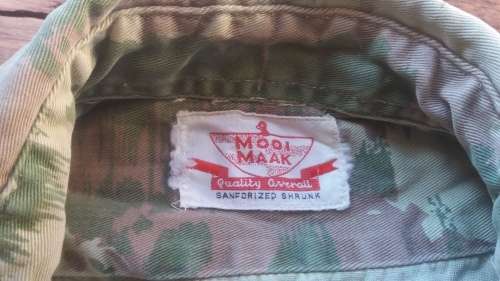 MOOI
MAAK
Quality Overall
SANFORIZED SHRUNK